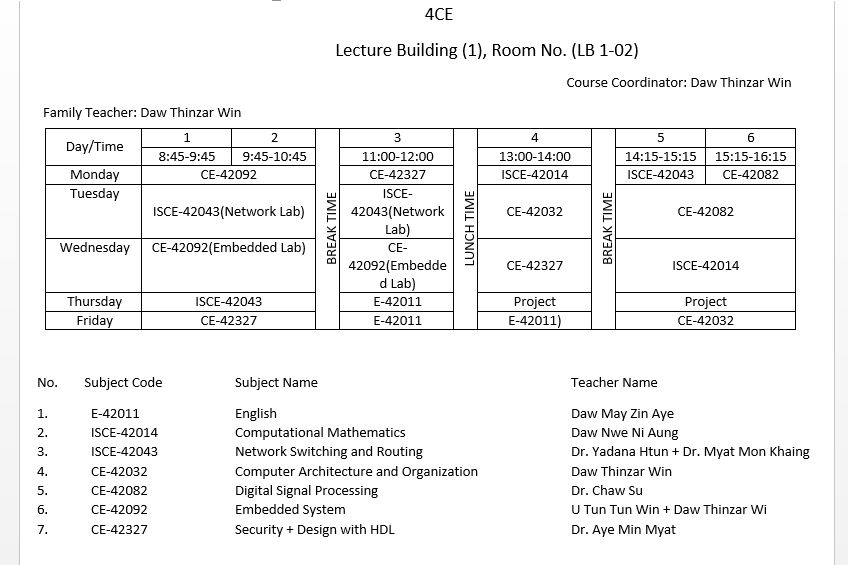 4CE
Lecture Building (1), Room No. (LB 1-02)
Course Coordinator: Daw Thinzar Win
Family Teacher: Daw Thinzar Win
Day/Time 1 2 BREAK TIME 3 LUNCH TIME 4 BREAK TIME 5 6
8:45-9:45 9:45-10:45 11:00-12:00 13:00-14:00 14:15-15:15 15:15-16:15
Monday CE-42092 CE-42327 ISCE-42014 ISCE-42043 CE-42082
Tuesday ISCE-42043(Network Lab) ISCE-
42043(Network
Lab) CE-42032 CE-42082
Wednesday CE-42092(Embedded Lab) CE-
42092(Embedde
d Lab) CE-42327 ISCE-42014
Thursday ISCE-42043 E-42011 Project Project
Friday CE-42327 E-42011 E-42011) CE-42032
No. Subject Code Subject Name Teacher Name
1. E-42011 English Daw May Zin Aye
2. ISCE-42014 Computational Mathematics Daw Nwe Ni Aung
3. ISCE-42043 Network Switching and Routing Dr. Yadana Htun + Dr. Myat Mon Khaing
4. CE-42032 Computer Architecture and Organization Daw Thinzar Win
5. CE-42082 Digital Signal Processing Dr. Chaw Su
6. CE-42092 Embedded System U Tun Tun Win + Daw Thinzar Wi
7. CE-42327 Security + Design with HDL Dr. Aye Min Myat